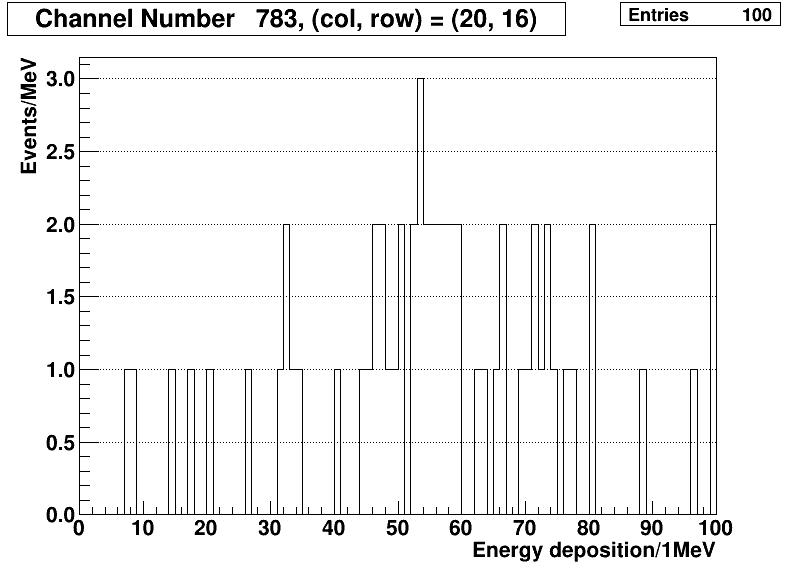 Channel Number 783, (col, row) = (20, 16)
Entries 100
Events/MeV
3.0
2.5
2.0
1.5
1.0
0.5
0.0
0 10 20 30 40 50 60 70 80 90 100
Energy deposition/1MeV